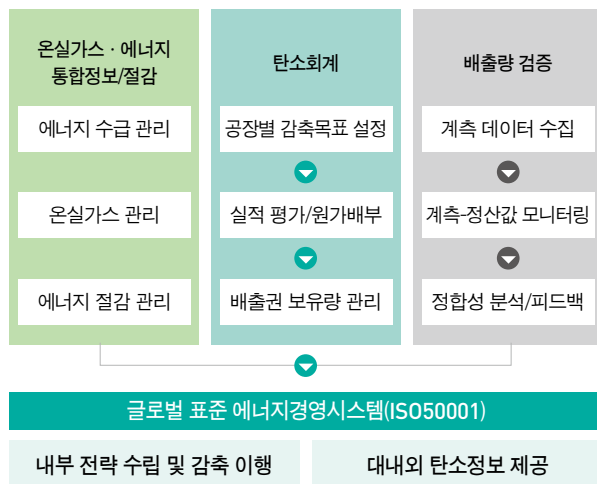 온실가스 · 에너지
통합정보/절감
에너지 수급 관리
온실가스 관리
에너지 절감 관리
탄소회계
공장별 감축목표 설정
실적 평가/원가배부
배출권 보유량 관리
배출량 검증
계측 데이터 수집
계측-정산값 모니터링
정합성 분석/피드백
글로벌 표준 에너지경영시스템(ISO50001)
내부 전략 수립 및 감축 이행
대내외 탄소정보 제공